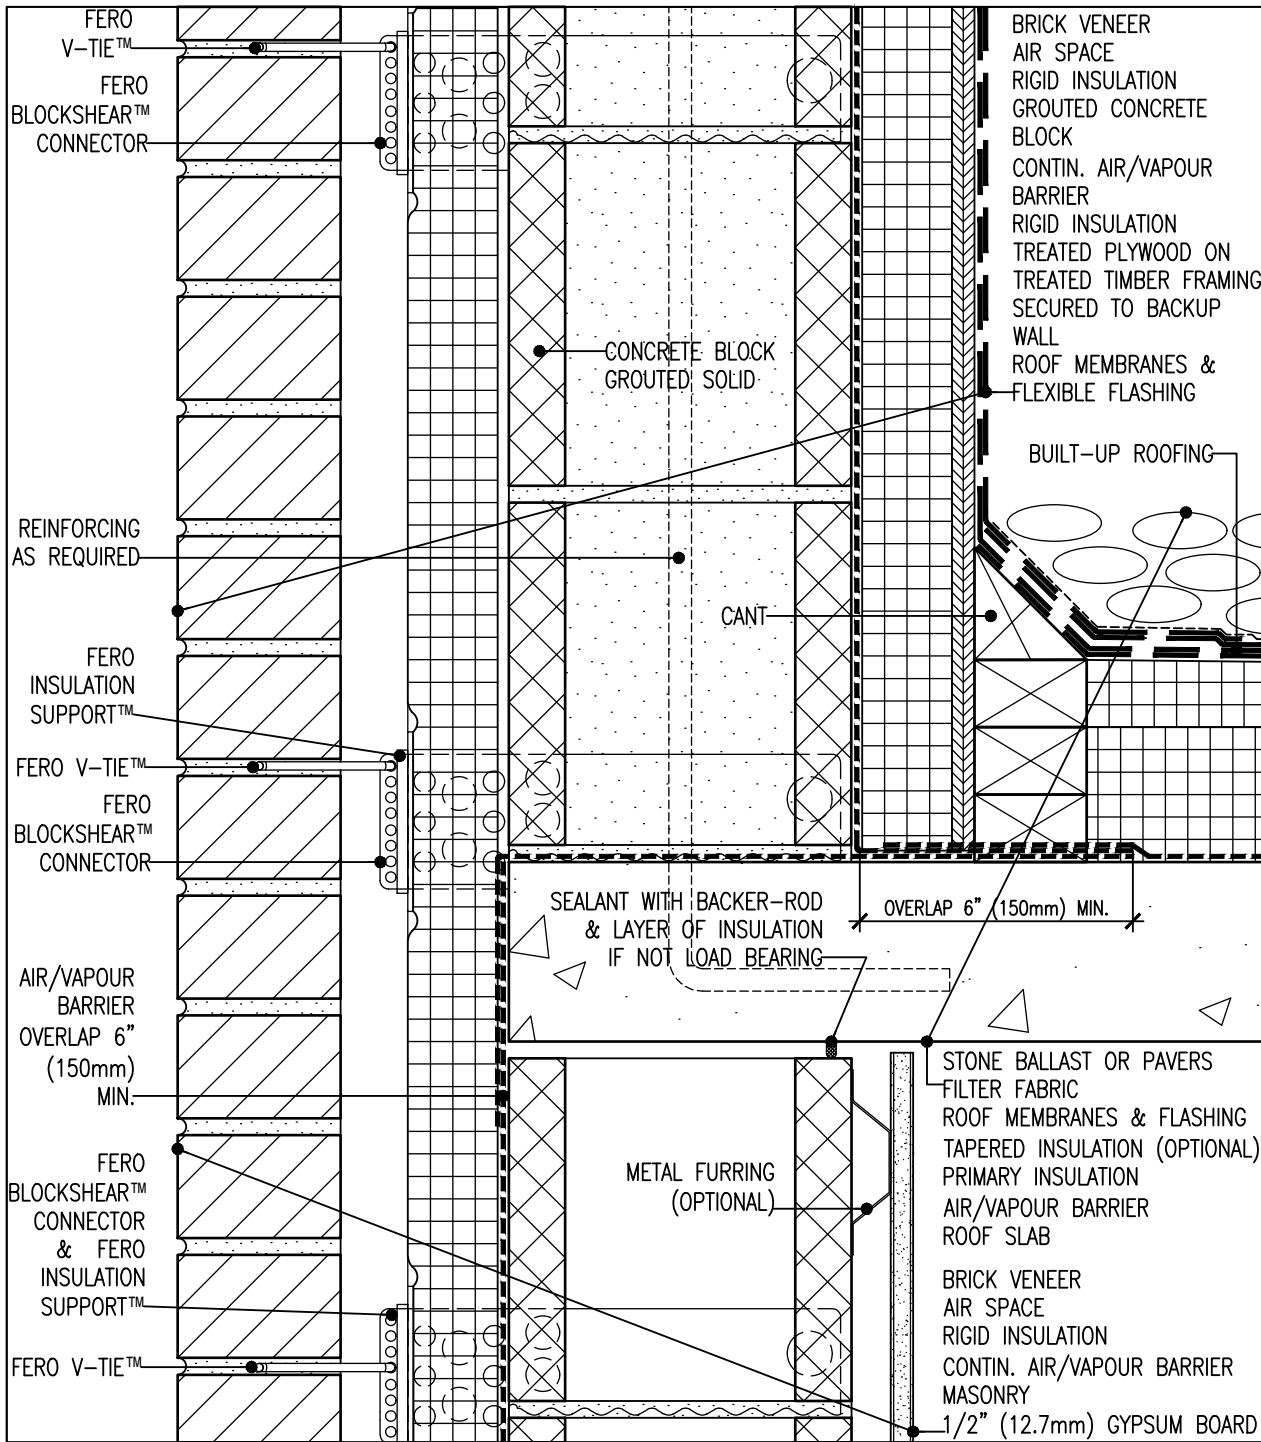 FERO
V-TIE™
FERO
BLOCKSHEAR™
CONNECTOR
REINFORCING
AS REQUIRED
FERO
INSULATION
SUPPORT™
FERO V-TIE™
FERO
BLOCKSHEAR™
CONNECTOR
AIR/VAPOUR
BARRIER
OVERLAP 6"
(150mm)
MIN.
FERO
BLOCKSHEAR™
CONNECTOR
& FERO
INSULATION
SUPPORT™
FERO V-TIE™
CONCRETE BLOCK
GROUTED SOLID
CANT
SEALANT WITH BACKER-ROD
& LAYER OF INSULATION
IF NOT LOAD BEARING
OVERLAP 6" (150mm) MIN.
METAL FURRING
(OPTIONAL)
BRICK VENEER
AIR SPACE
RIGID INSULATION
GROUTED CONCRETE
BLOCK
CONTIN. AIR/VAPOUR
BARRIER
RIGID INSULATION
TREATED PLYWOOD ON
TREATED TIMBER FRAMING
SECURED TO BACKUP
WALL
ROOF MEMBRANES &
FLEXIBLE FLASHING
BUILT-UP ROOFING
STONE BALLAST OR PAVERS
FILTER FABRIC
ROOF MEMBRANES & FLASHING
TAPERED INSULATION (OPTIONAL)
PRIMARY INSULATION
AIR/VAPOUR BARRIER
ROOF SLAB
BRICK VENEER
AIR SPACE
RIGID INSULATION
CONTIN. AIR/VAPOUR BARRIER
MASONRY
1/2" (12.7mm) GYPSUM BOARD